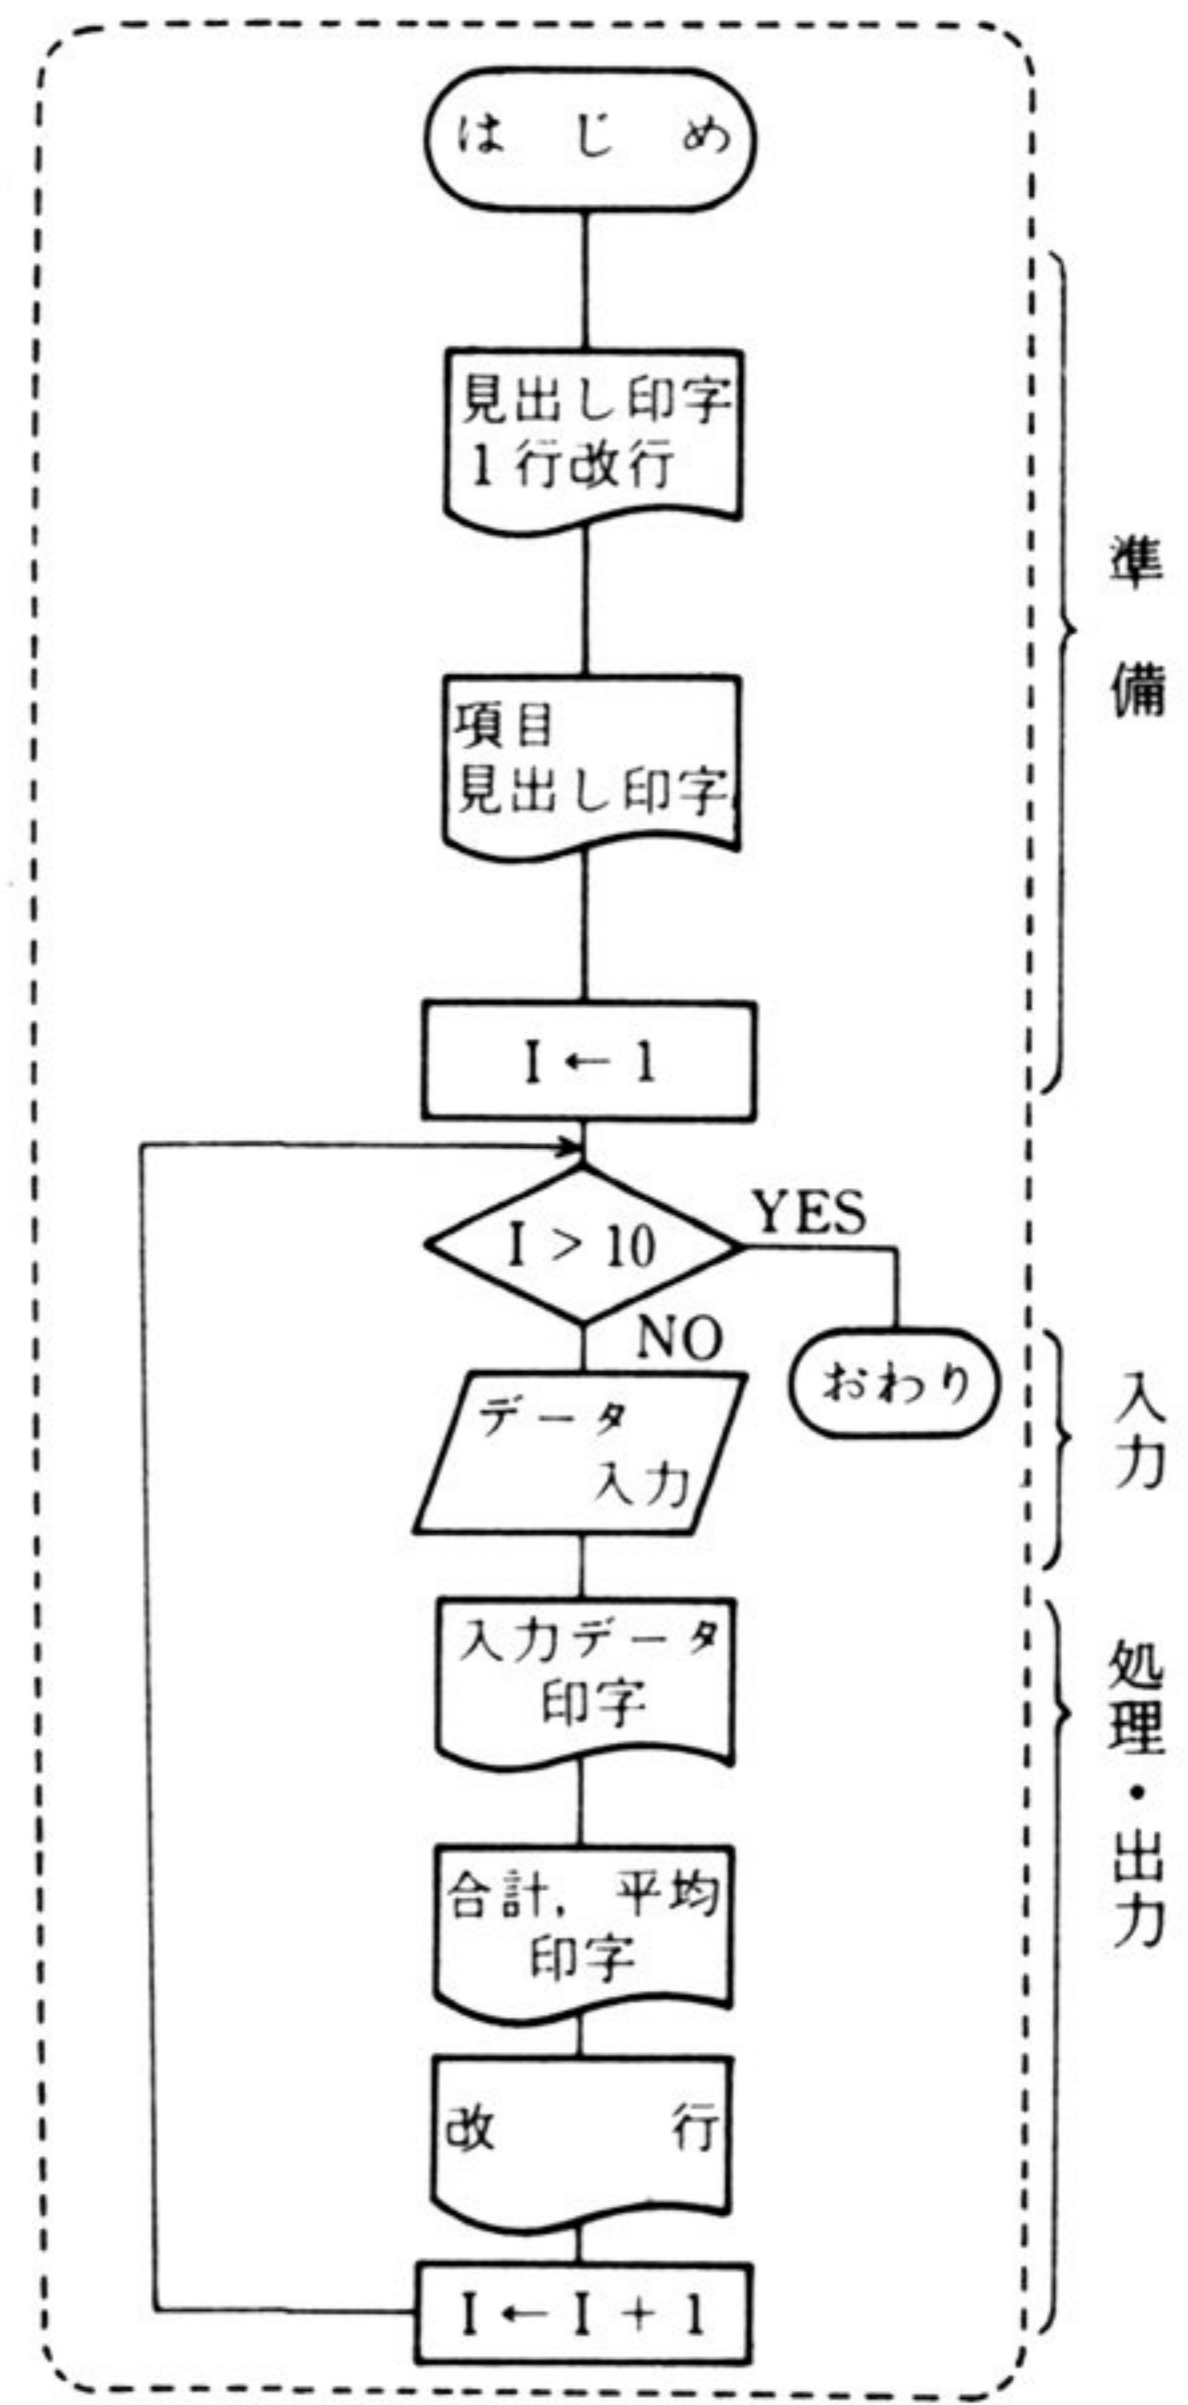 はじめ
見出し印字
1行改行
項目
見出し印字
I ← 1
準備
I > 10
YES
NO
おわり
データ
入力
入力
入力データ
印字
合計, 平均
印字
改行
I ← I + 1
処理・出力